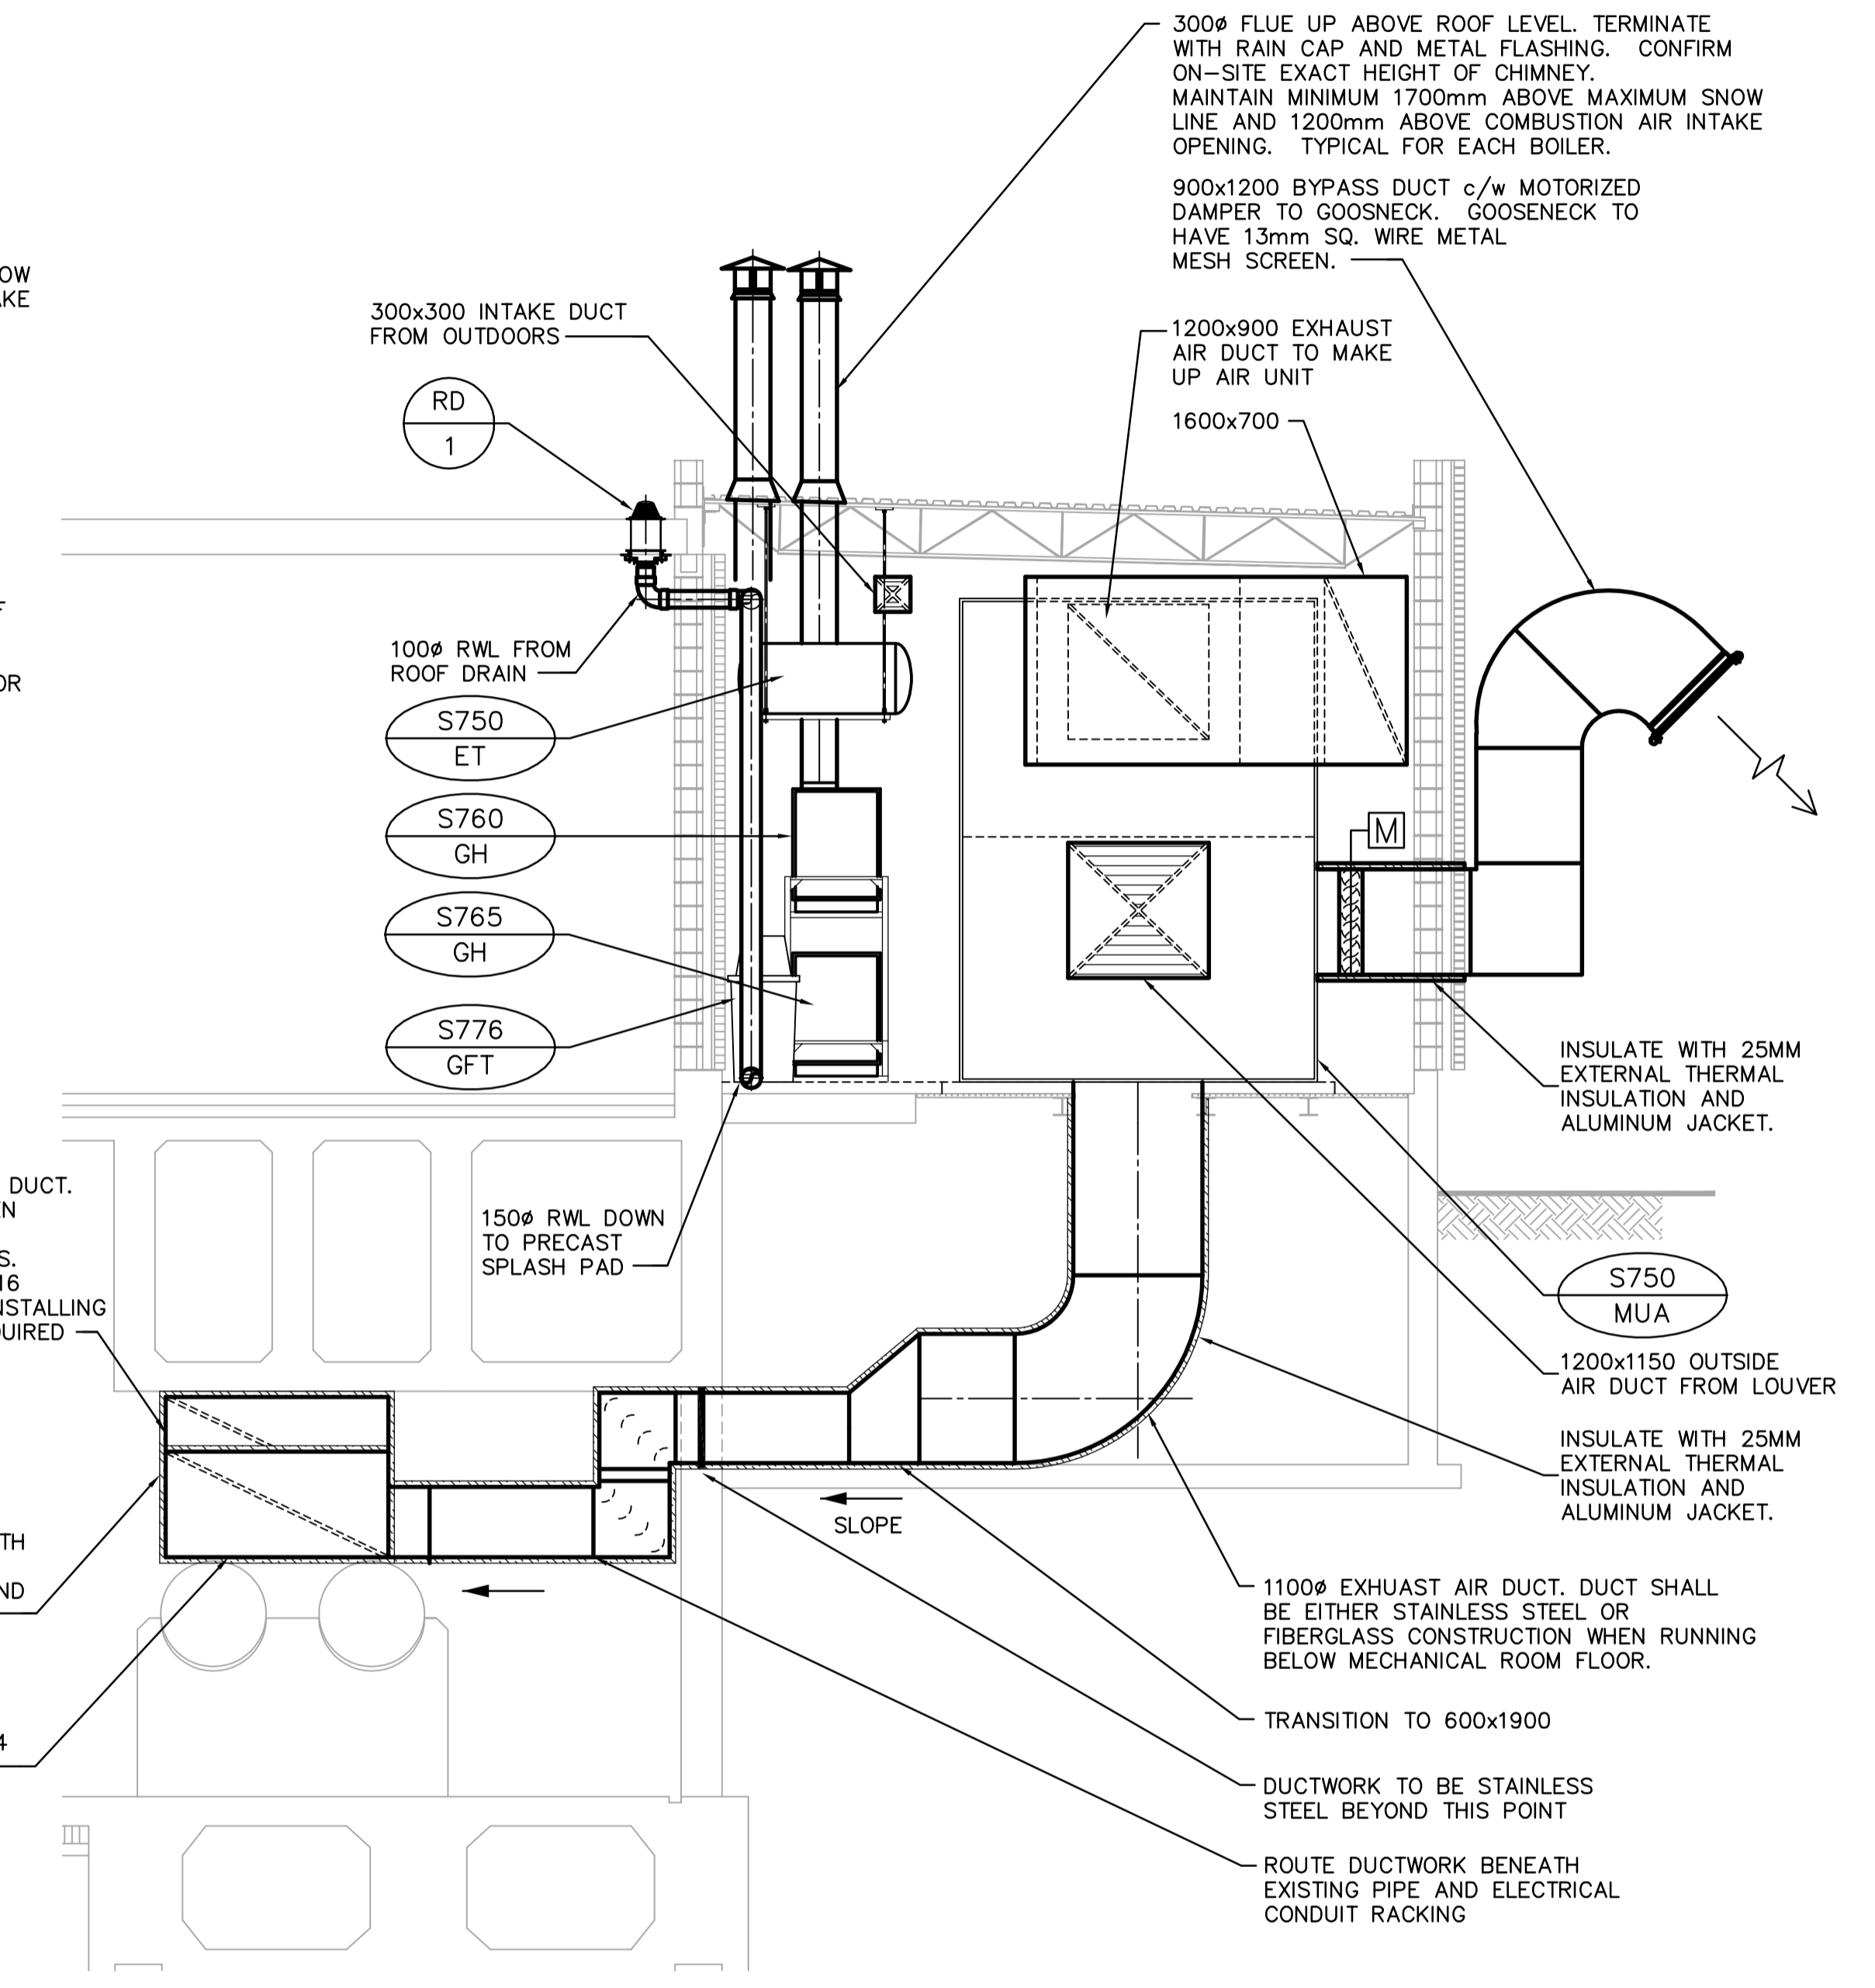 300ø FLUE UP ABOVE ROOF LEVEL. TERMINATE
WITH RAIN CAP AND METAL FLASHING. CONFIRM
ON-SITE EXACT HEIGHT OF CHIMNEY.
MAINTAIN MINIMUM 1700mm ABOVE MAXIMUM SNOW
LINE AND 1200mm ABOVE COMBUSTION AIR INTAKE
OPENING. TYPICAL FOR EACH BOILER.
900x1200 BYPASS DUCT c/w MOTORIZED
DAMPER TO GOOSNECK. GOOSENECK TO
HAVE 13mm SQ. WIRE METAL
MESH SCREEN.
300x300 INTAKE DUCT
FROM OUTDOORS
1200x900 EXHAUST
AIR DUCT TO MAKE
UP AIR UNIT
1600x700
RD
1
100ø RWL FROM
ROOF DRAIN
OR
S750
ET
S760
GH
S765
GH
S776
GFT
M
INSULATE WITH 25MM
EXTERNAL THERMAL
INSULATION AND
ALUMINUM JACKET.
DUCT.
S.
16
150ø RWL DOWN
TO PRECAST
SPLASH PAD
S750
MUA
1200x1150 OUTSIDE
AIR DUCT FROM LOUVER
INSULATE WITH 25MM
EXTERNAL THERMAL
INSULATION AND
ALUMINUM JACKET.
SLOPE
TH
ND
4
1100ø EXHUAST AIR DUCT. DUCT SHALL
BE EITHER STAINLESS STEEL OR
FIBERGLASS CONSTRUCTION WHEN RUNNING
BELOW MECHANICAL ROOM FLOOR.
TRANSITION TO 600x1900
DUCTWORK TO BE STAINLESS
STEEL BEYOND THIS POINT
ROUTE DUCTWORK BENEATH
EXISTING PIPE AND ELECTRICAL
CONDUIT RACKING